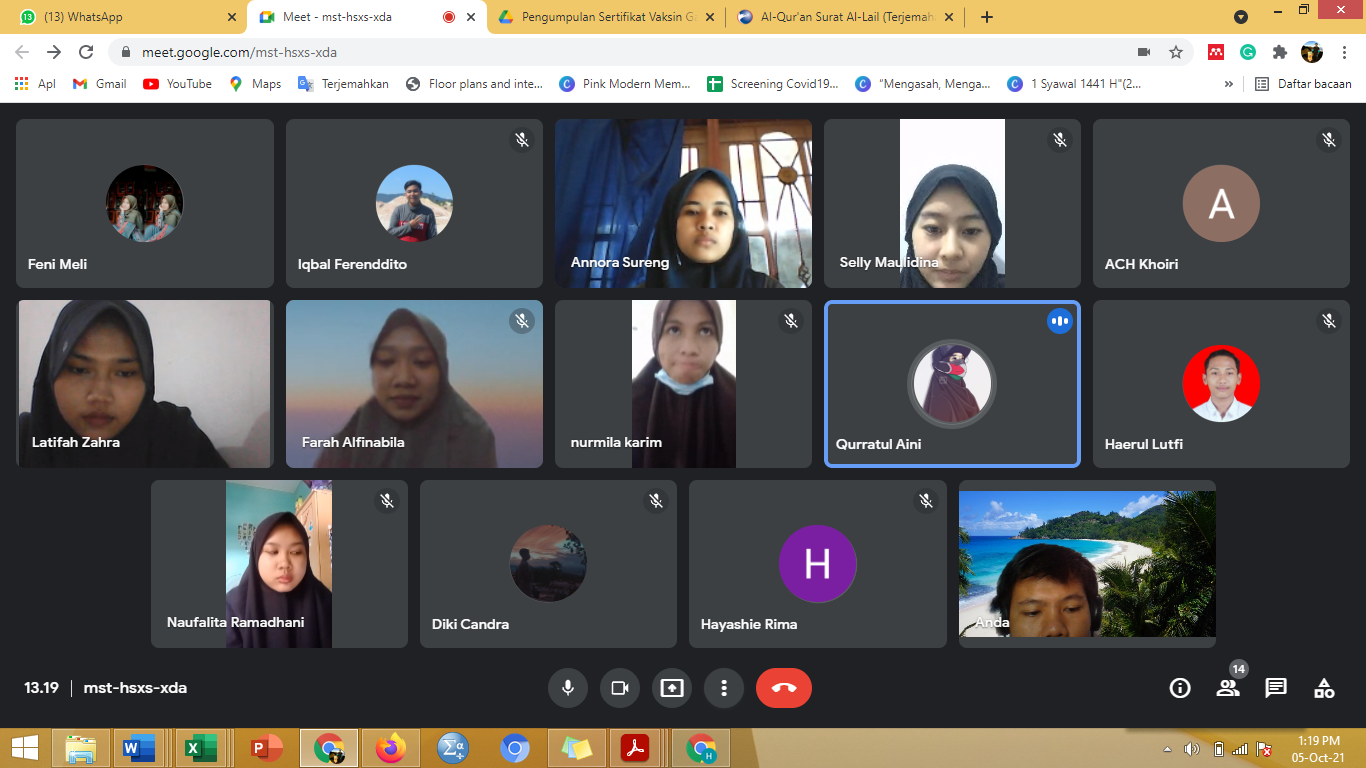 13
(13) WhatsApp
Meet - mst-hsxs-xda
Pengumpulan Sertifikat Vaksin Ga
Al-Qur'an Surat Al-Lail (Terjemah
meet.google.com/mst-hsxs-xda
Apl
Gmail
YouTube
Maps
Terjemahkan
Floor plans and inte...
Pink Modern Mem...
Screening Covid19...
"Mengasah, Menga...
1 Syawal 1441 H"(2...
»
Daftar bacaan
Feni Meli
Iqbal Ferenddito
Annora Sureng
Selly Maulidina
A
ACH Khoiri
Latifah Zahra
Farah Alfinabila
nurmila karim
Qurratul Aini
Haerul Lutfi
Naufalita Ramadhani
Diki Candra
H
Hayashie Rima
Anda
13.19 | mst-hsxs-xda
14
1:19 PM
05-Oct-21